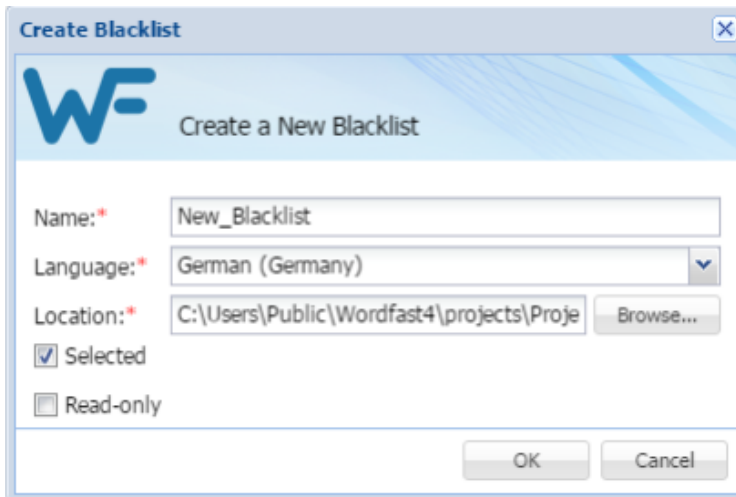 Create Blacklist
WF
Create a New Blacklist
Name:*
New_Blacklist
Language:*
German (Germany)
Location:*
C:\Users\Public\Wordfast4\projects\Proje
Browse...
Selected
Read-only
OK
Cancel